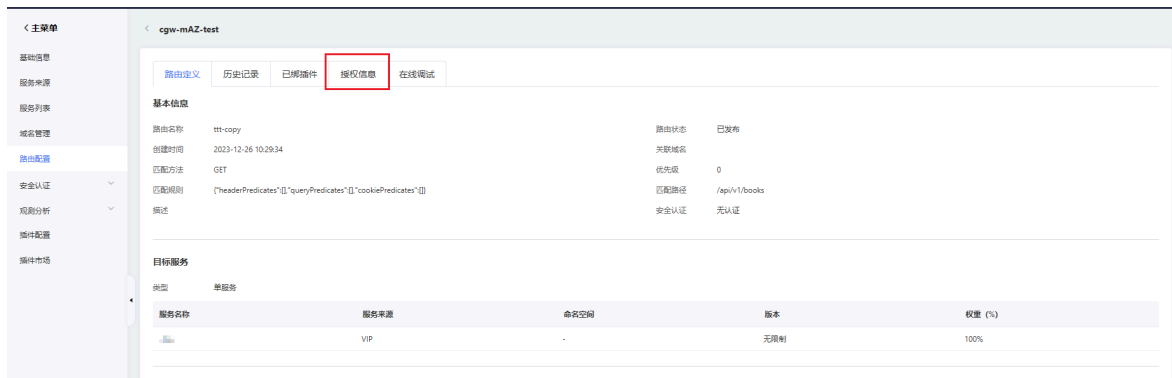 主菜单
cgw-mAZ-test
基础信息
服务来源
服务列表
域名管理
路由配置
安全认证
观测分析
插件配置
插件市场
路由定义 历史记录 已绑插件 授权信息 在线调试
基本信息
路由名称 ttt-copy 路由状态 已发布
创建时间 2023-12-26 10:29:34 关联域名
匹配方法 GET 优先级 0
匹配规则 {"headerPredicates":[],"queryPredicates":[],"cookiePredicates":[]} 匹配路径 /api/v1/books
描述 安全认证 无认证
目标服务
类型 单服务
服务名称 服务来源 命名空间 版本 权重 (%)
VIP - 无限制 100%